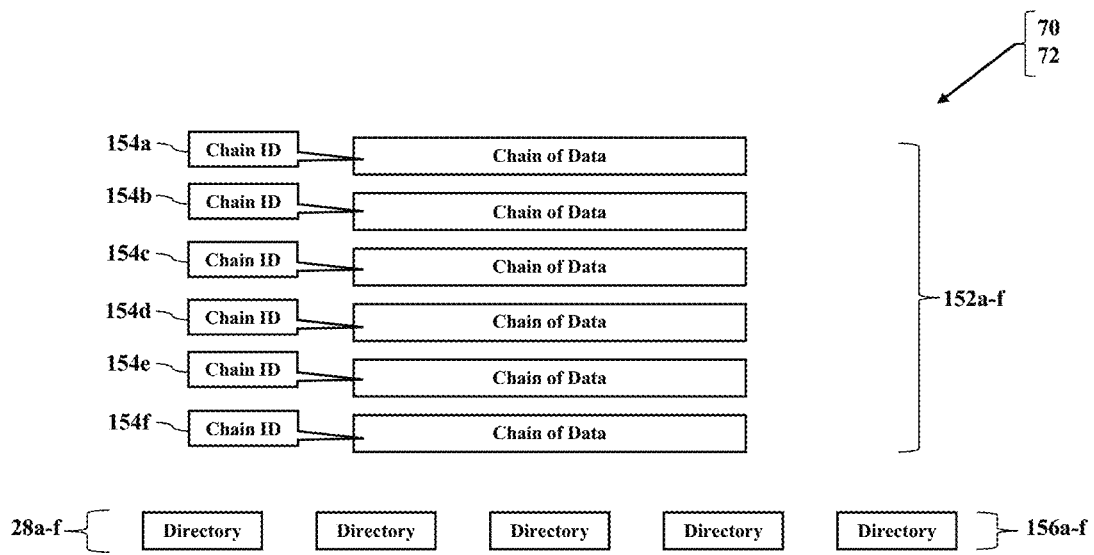 70
72
154a Chain ID Chain of Data
154b Chain ID Chain of Data
154c Chain ID Chain of Data
154d Chain ID Chain of Data
152a-f
154e Chain ID Chain of Data
154f Chain ID Chain of Data
28a-f Directory Directory Directory Directory Directory 156a-f